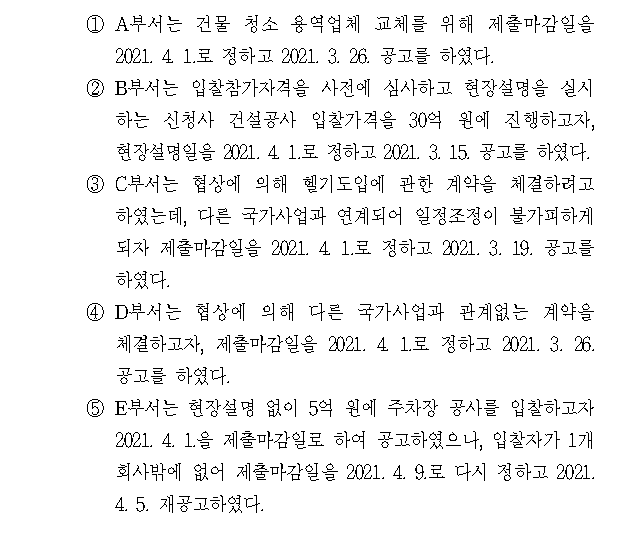 ① A부서는 건물 청소 용역업체 교체를 위해 제출마감일을
2021. 4. 1.로 정하고 2021. 3. 26. 공고를 하였다.
② B부서는 입찰참가자격을 사전에 심사하고 현장설명을 실시
하는 신청사 건설공사 입찰가격을 30억 원에 진행하고자,
현장설명일을 2021. 4. 1.로 정하고 2021. 3. 15. 공고를 하였다.
③ C부서는 협상에 의해 헬기도입에 관한 계약을 체결하려고
하였는데, 다른 국가사업과 연계되어 일정조정이 불가피하게
되자 제출마감일을 2021. 4. 1.로 정하고 2021. 3. 19. 공고를
하였다.
④ D부서는 협상에 의해 다른 국가사업과 관계없는 계약을
체결하고자, 제출마감일을 2021. 4. 1.로 정하고 2021. 3. 26.
공고를 하였다.
⑤ E부서는 현장설명 없이 5억 원에 주차장 공사를 입찰하고자
2021. 4. 1.을 제출마감일로 하여 공고하였으나, 입찰자가 1개
회사밖에 없어 제출마감일을 2021. 4. 9.로 다시 정하고 2021.
4. 5. 재공고하였다.